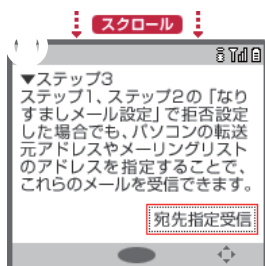 スクロール
▼ステップ3
ステップ1、ステップ2の「なり
すましメール設定」で拒否設定
した場合でも、パソコンの転送
元アドレスやメーリングリスト
のアドレスを指定することで、
これらのメールを受信できます。
宛先指定受信